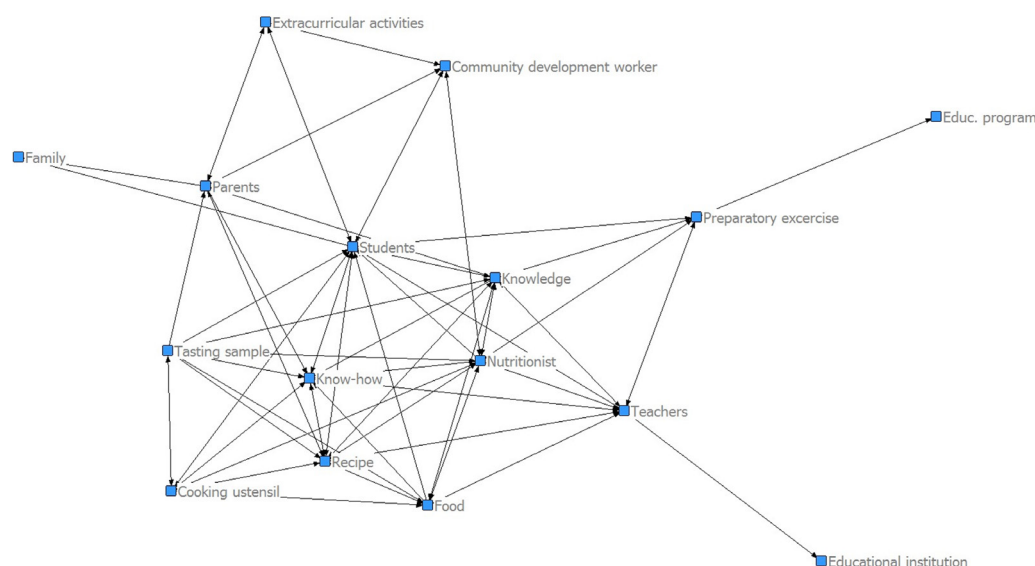 Extracurricular activities
Community development worker
Educ. program
Family
Parents
Preparatory excercise
Students
Knowledge
Tasting sample
Nutritionist
Know-how
Teachers
Recipe
Cooking ustensil
Food
Educational institution